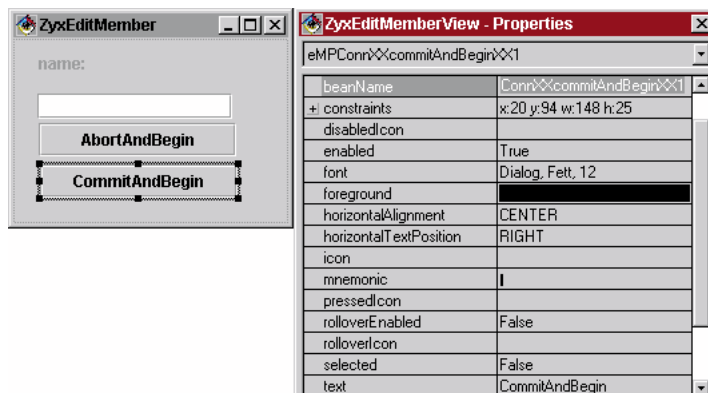 ZyxEditMember
name:
AbortAndBegin
CommitAndBegin
ZyxEditMemberView - Properties
eMPConnXXcommitAndBeginXX1
beanName ConnXXcommitAndBeginXX1
+ constraints x:20 y:94 w:148 h:25
disabledIcon
enabled True
font Dialog, Fett, 12
foreground
horizontalAlignment CENTER
horizontalTextPosition RIGHT
icon
mnemonic
pressedIcon
rolloverEnabled False
rolloverIcon
selected False
text CommitAndBegin